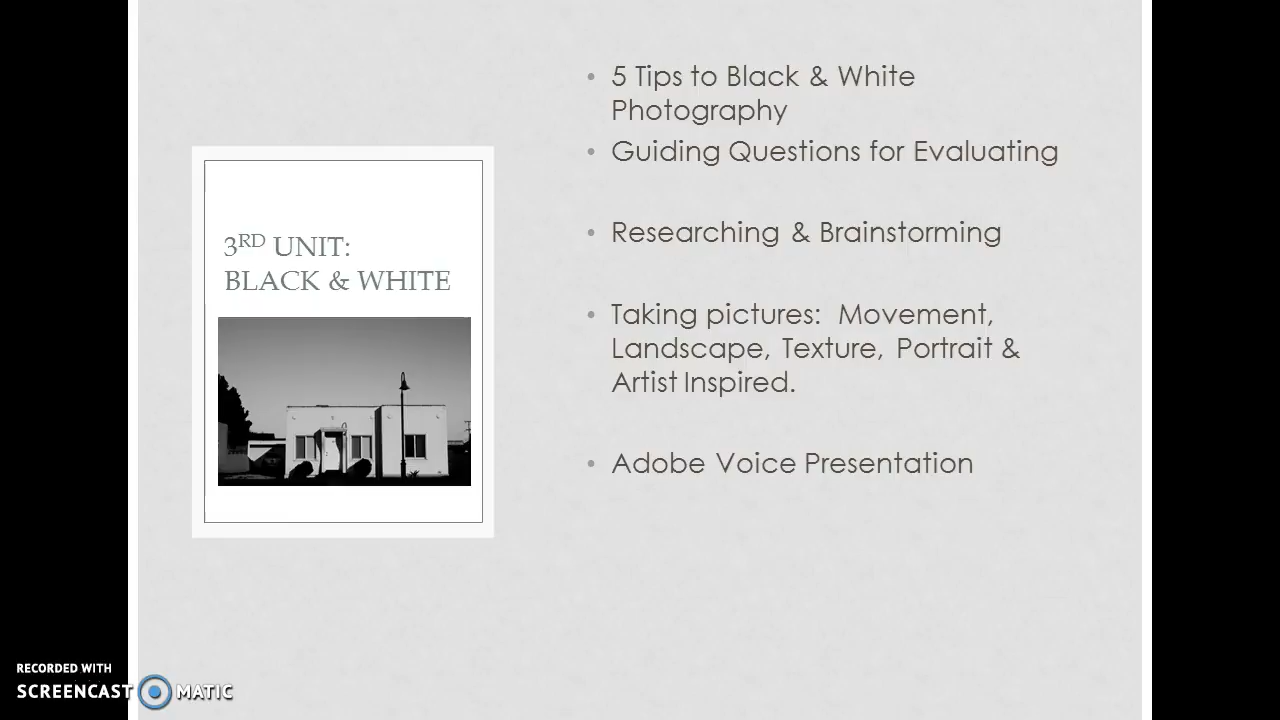 3RD UNIT:
BLACK & WHITE
• 5 Tips to Black & White
Photography
• Guiding Questions for Evaluating
• Researching & Brainstorming
• Taking pictures: Movement,
Landscape, Texture, Portrait &
Artist Inspired.
• Adobe Voice Presentation
RECORDED WITH
SCREENCAST MATIC